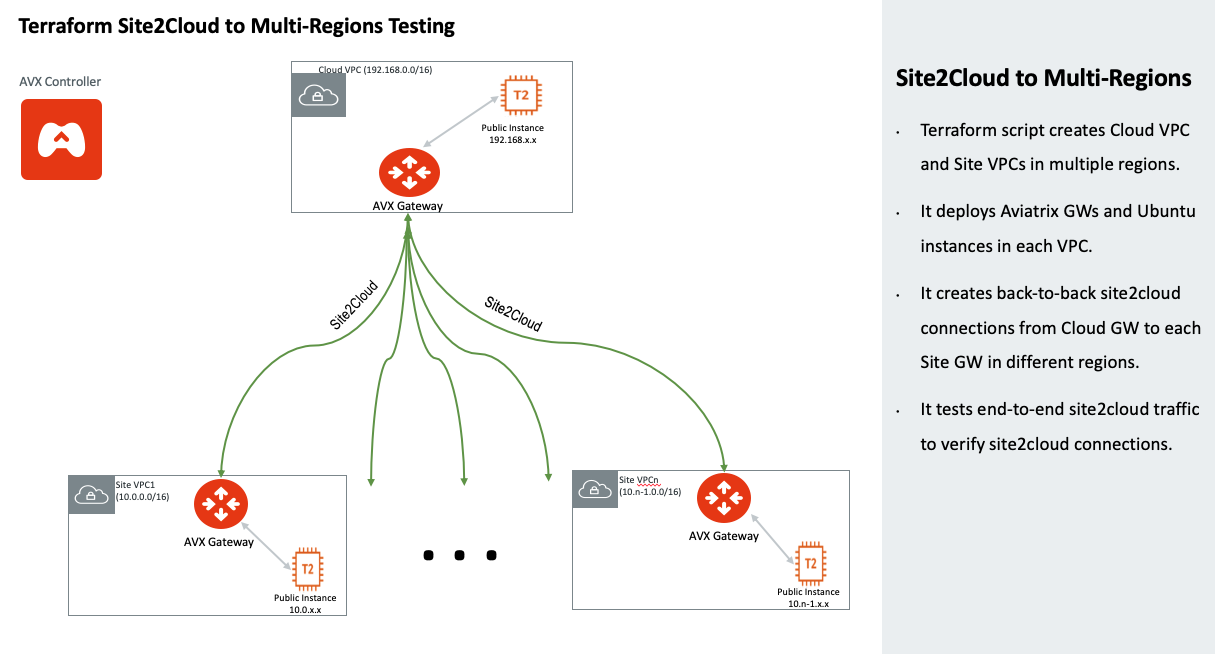 Terraform Site2Cloud to Multi-Regions Testing
AVX Controller
Cloud VPC (192.168.0.0/16)
T2
Public Instance
192.168.x.x
AVX Gateway
Site2Cloud
Site2Cloud
Site VPC1
(10.0.0.0/16)
AVX Gateway
T2
Public Instance
10.0.x.x
Site VPCn
(10.n-1.0.0/16)
AVX Gateway
T2
Public Instance
10.n-1.x.x
Site2Cloud to Multi-Regions
· Terraform script creates Cloud VPC
and Site VPCs in multiple regions.
· It deploys Aviatrix GWs and Ubuntu
instances in each VPC.
· It creates back-to-back site2cloud
connections from Cloud GW to each
Site GW in different regions.
· It tests end-to-end site2cloud traffic
to verify site2cloud connections.